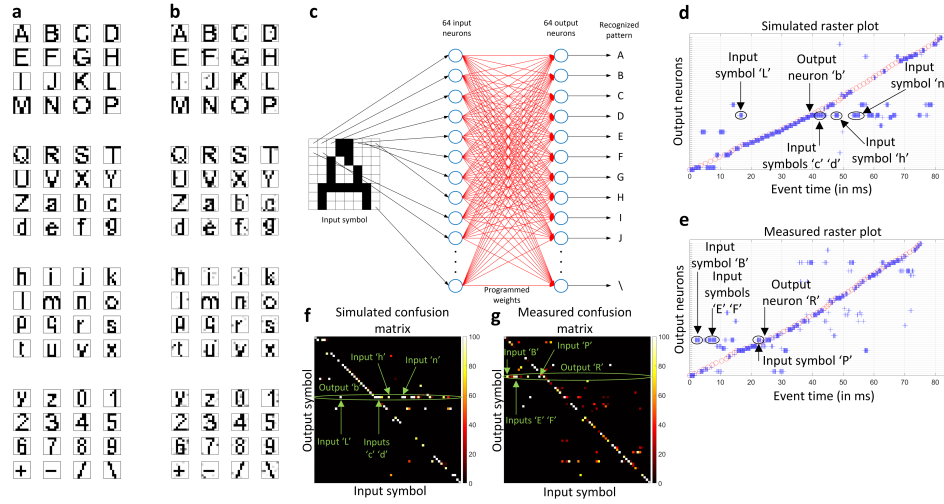 a
A B C D
E F G H
I J K L
M N O P
Q R S T
U V X Y
Z a b c
d e f g
h i j k
l m n o
p q r s
t u v x
y z 0 1
2 3 4 5
6 7 8 9
+ − / \
b
A B C D
E F G H
I J K L
M N O P
Q R S T
U V X Y
Z a b c
d e f g
h i j k
l m n o
p q r s
t u v x
y z 0 1
2 3 4 5
6 7 8 9
+ − / \
c
64 input
neurons
64 output
neurons
Recognized
pattern
A
B
C
D
E
F
G
H
I
J
\
Input symbol
Programmed
weights
d
Simulated raster plot
Output neurons
Input
symbol 'L'
Output
neuron 'b'
Input
symbol 'n'
Input
symbols 'c' 'd'
Input
symbol 'h'
0 10 20 30 40 50 60 70 80
Event time (in ms)
e
Measured raster plot
Output neurons
Input
symbol 'B'
Input
symbols
'E' 'F'
Output
neuron 'R'
Input symbol 'P'
0 10 20 30 40 50 60 70 80
Event time (in ms)
f
Simulated confusion
matrix
Output symbol
Input 'h'
Input 'n'
Output 'b'
Input 'L'
Inputs
'c' 'd'
Input symbol
100
80
60
40
20
0
g
Measured confusion
matrix
Output symbol
Input 'B'
Input 'P'
Output 'R'
Inputs 'E' 'F'
Input symbol
100
80
60
40
20
0